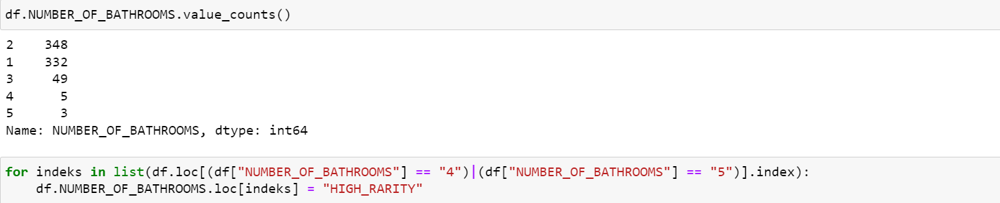 df.NUMBER_OF_BATHROOMS.value_counts()
2    348
1    332
3     49
4      5
5      3
Name: NUMBER_OF_BATHROOMS, dtype: int64
for indeks in list(df.loc[(df["NUMBER_OF_BATHROOMS"] == "4")|(df["NUMBER_OF_BATHROOMS"] == "5")].index):
    df.NUMBER_OF_BATHROOMS.loc[indeks] = "HIGH_RARITY"